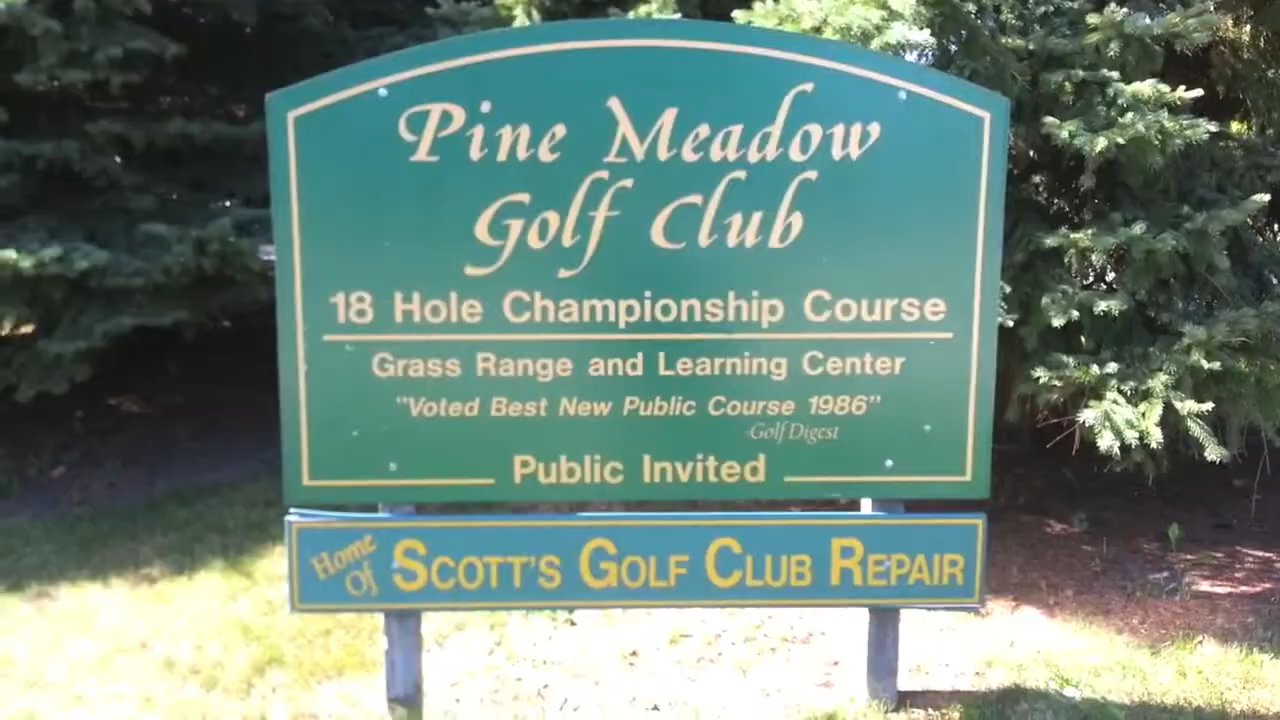 Pine Meadow
Golf Club
18 Hole Championship Course
Grass Range and Learning Center
"Voted Best New Public Course 1986"
-Golf Digest
Public Invited
Home
Of
SCOTT'S GOLF CLUB REPAIR